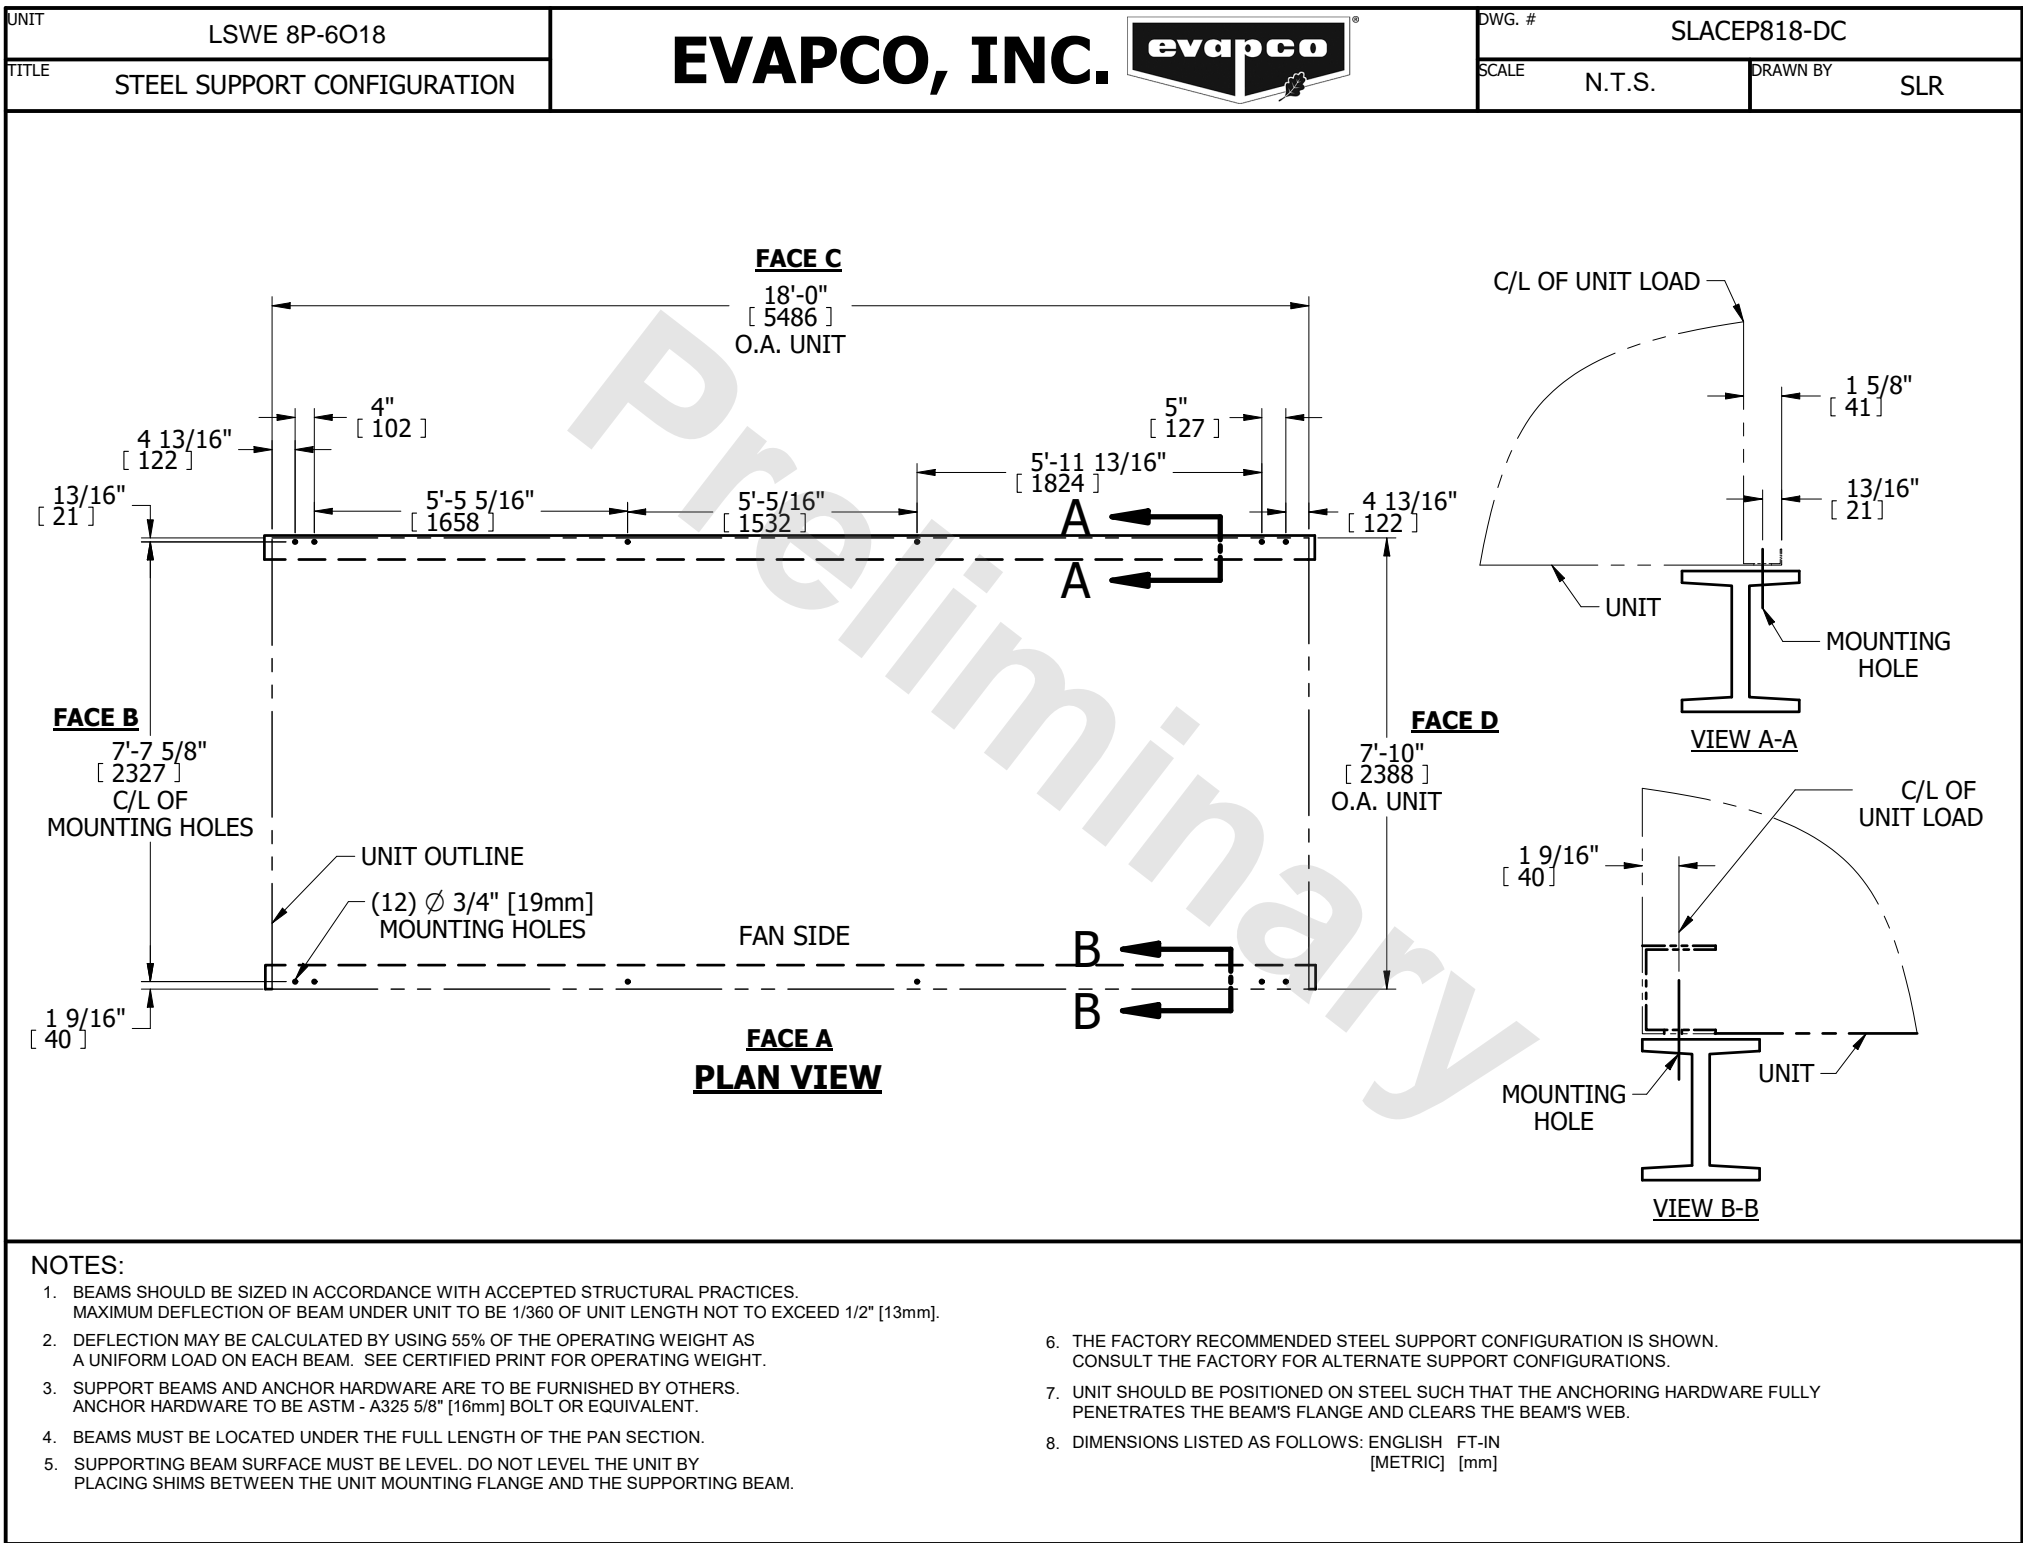 UNIT
LSWE 8P-6O18
TITLE
STEEL SUPPORT CONFIGURATION
EVAPCO, INC.
evapco
®
DWG. #
SLACEP818-DC
SCALE
N.T.S.
DRAWN BY
SLR
FACE C
18'-0"
[ 5486 ]
O.A. UNIT
4"
[ 102 ]
5"
[ 127 ]
4 13/16"
[ 122 ]
5'-11 13/16"
[ 1824 ]
13/16"
[ 21 ]
5'-5 5/16"
[ 1658 ]
5'-5/16"
[ 1532 ]
A
4 13/16"
[ 122 ]
A
FACE B
7'-7 5/8"
[ 2327 ]
C/L OF
MOUNTING HOLES
FACE D
7'-10"
[ 2388 ]
O.A. UNIT
UNIT OUTLINE
(12) ∅ 3/4" [19mm]
MOUNTING HOLES
FAN SIDE
B
B
1 9/16"
[ 40 ]
FACE A
PLAN VIEW
Preliminary
C/L OF UNIT LOAD
1 5/8"
[ 41 ]
13/16"
[ 21 ]
UNIT
MOUNTING
HOLE
VIEW A-A
C/L OF
UNIT LOAD
1 9/16"
[ 40 ]
UNIT
MOUNTING
HOLE
VIEW B-B
NOTES:
1. BEAMS SHOULD BE SIZED IN ACCORDANCE WITH ACCEPTED STRUCTURAL PRACTICES.
MAXIMUM DEFLECTION OF BEAM UNDER UNIT TO BE 1/360 OF UNIT LENGTH NOT TO EXCEED 1/2" [13mm].
2. DEFLECTION MAY BE CALCULATED BY USING 55% OF THE OPERATING WEIGHT AS
A UNIFORM LOAD ON EACH BEAM. SEE CERTIFIED PRINT FOR OPERATING WEIGHT.
3. SUPPORT BEAMS AND ANCHOR HARDWARE ARE TO BE FURNISHED BY OTHERS.
ANCHOR HARDWARE TO BE ASTM - A325 5/8" [16mm] BOLT OR EQUIVALENT.
4. BEAMS MUST BE LOCATED UNDER THE FULL LENGTH OF THE PAN SECTION.
5. SUPPORTING BEAM SURFACE MUST BE LEVEL. DO NOT LEVEL THE UNIT BY
PLACING SHIMS BETWEEN THE UNIT MOUNTING FLANGE AND THE SUPPORTING BEAM.
6. THE FACTORY RECOMMENDED STEEL SUPPORT CONFIGURATION IS SHOWN.
CONSULT THE FACTORY FOR ALTERNATE SUPPORT CONFIGURATIONS.
7. UNIT SHOULD BE POSITIONED ON STEEL SUCH THAT THE ANCHORING HARDWARE FULLY
PENETRATES THE BEAM'S FLANGE AND CLEARS THE BEAM'S WEB.
8. DIMENSIONS LISTED AS FOLLOWS: ENGLISH FT-IN
[METRIC] [mm]